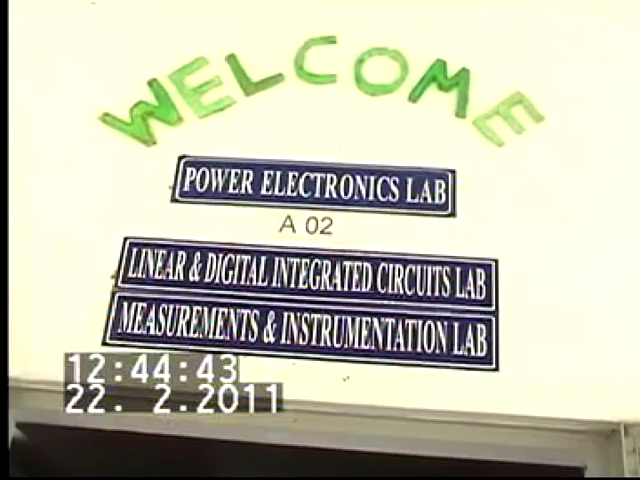 WELCOME
POWER ELECTRONICS LAB
A 02
LINEAR & DIGITAL INTEGRATED CIRCUITS LAB
MEASUREMENTS & INSTRUMENTATION LAB
12:44:43
22. 2.2011